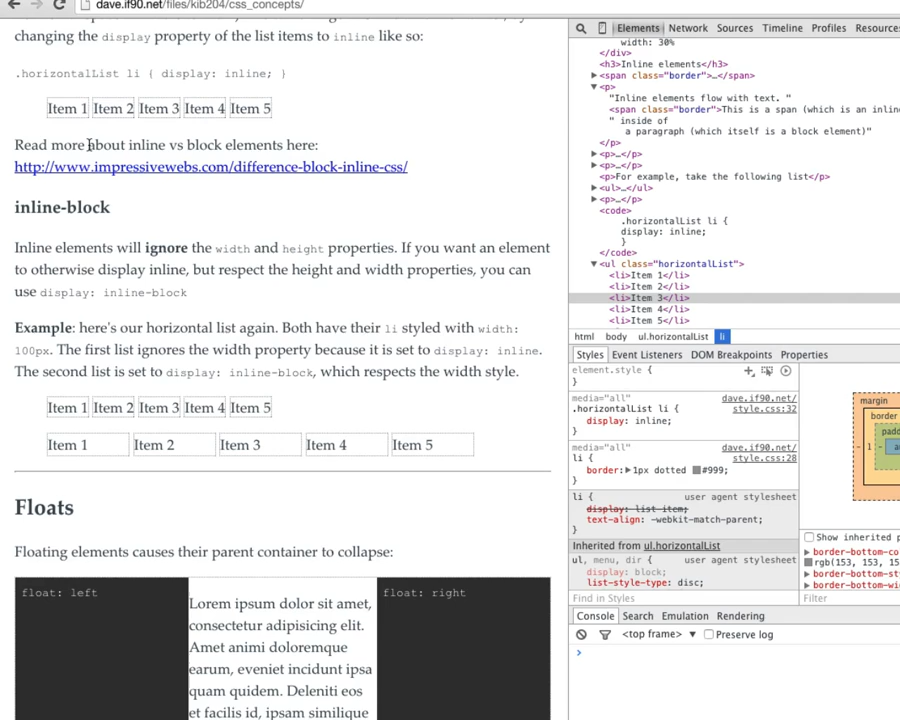 dave.if90.net/files/kib204/css_concepts/
changing the display property of the list items to inline like so:
.horizontalList li { display: inline; }
Item 1 Item 2 Item 3 Item 4 Item 5
Read more about inline vs block elements here:
http://www.impressivewebs.com/difference-block-inline-css/
inline-block
Inline elements will ignore the width and height properties. If you want an element
to otherwise display inline, but respect the height and width properties, you can
use display: inline-block
Example: here's our horizontal list again. Both have their li styled with width:
100px. The first list ignores the width property because it is set to display: inline.
The second list is set to display: inline-block, which respects the width style.
Item 1 Item 2 Item 3 Item 4 Item 5
Item 1 Item 2 Item 3 Item 4 Item 5
Floats
Floating elements causes their parent container to collapse:
float: left
Lorem ipsum dolor sit amet,
consectetur adipisicing elit.
Amet animi doloremque
earum, eveniet incidunt ipsa
quam quidem. Deleniti eos
et facilis id, ipsam similique
float: right
Elements Network Sources Timeline Profiles Resources
width: 30%
</div>
<h3>Inline elements</h3>
<span class="border">…</span>
<p>
"Inline elements flow with text. "
<span class="border">This is a span (which is an inlin
" inside of
a paragraph (which itself is a block element)"
</p>
<p>…</p>
<p>…</p>
<p>For example, take the following list</p>
<ul>…</ul>
<p>…</p>
<code>
.horizontalList li {
display: inline;
}
</code>
<ul class="horizontalList">
<li>Item 1</li>
<li>Item 2</li>
<li>Item 3</li>
<li>Item 4</li>
<li>Item 5</li>
html body ul.horizontalList li
Styles Event Listeners DOM Breakpoints Properties
element.style {
}
media="all" dave.if90.net/
.horizontalList li { style.css:32
display: inline;
}
media="all" dave.if90.net/
li { style.css:28
border: 1px dotted #999;
}
li { user agent stylesheet
display: list-item;
text-align: -webkit-match-parent;
}
Inherited from ul.horizontalList
ul, menu, dir { user agent stylesheet
display: block;
list-style-type: disc;
Find in Styles
margin
border
padd
- 1 -
a
Show inherited p
border-bottom-co
rgb(153, 153, 15
border-bottom-st
border-bottom-wi
Filter
Console Search Emulation Rendering
<top frame> Preserve log
>